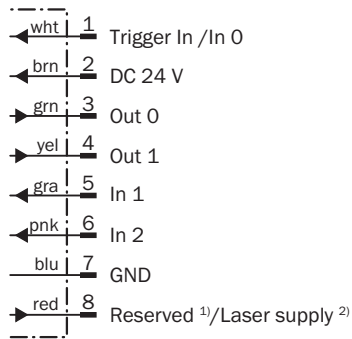 wht 1 Trigger In /In 0
brn 2 DC 24 V
grn 3 Out 0
yel 4 Out 1
gra 5 In 1
pnk 6 In 2
blu 7 GND
red 8 Reserved ¹⁾/Laser supply ²⁾